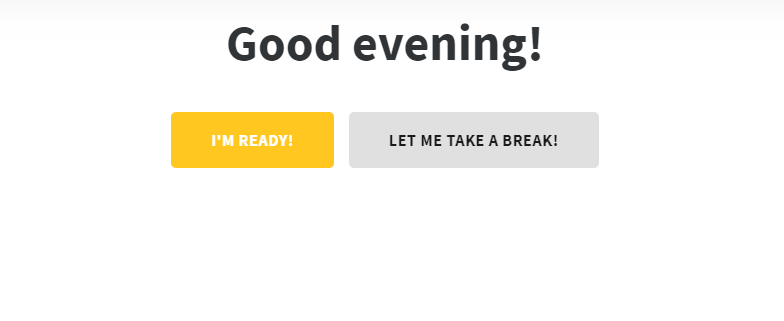 Good evening!
I'M READY!
LET ME TAKE A BREAK!